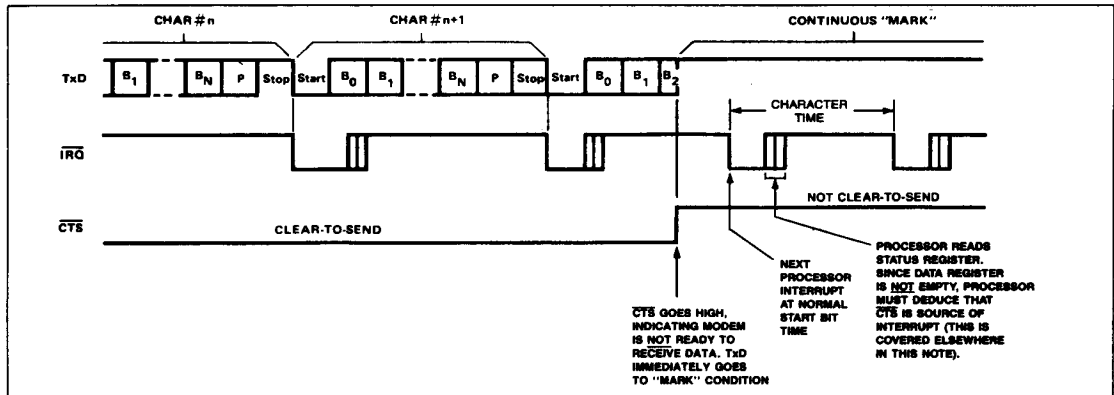 CHAR #n
CHAR #n+1
CONTINUOUS "MARK"
TxD
B1
BN
P
Stop
Start
B0
B1
BN
P
Stop
Start
B0
B1
B2
CHARACTER
TIME
IRQ
NOT CLEAR-TO-SEND
CTS
CLEAR-TO-SEND
CTS GOES HIGH,
INDICATING MODEM
IS NOT READY TO
RECEIVE DATA. TxD
IMMEDIATELY GOES
TO "MARK" CONDITION
NEXT
PROCESSOR
INTERRUPT
AT NORMAL
START BIT
TIME
PROCESSOR READS
STATUS REGISTER.
SINCE DATA REGISTER
IS NOT EMPTY, PROCESSOR
MUST DEDUCE THAT
CTS IS SOURCE OF
INTERRUPT (THIS IS
COVERED ELSEWHERE
IN THIS NOTE).